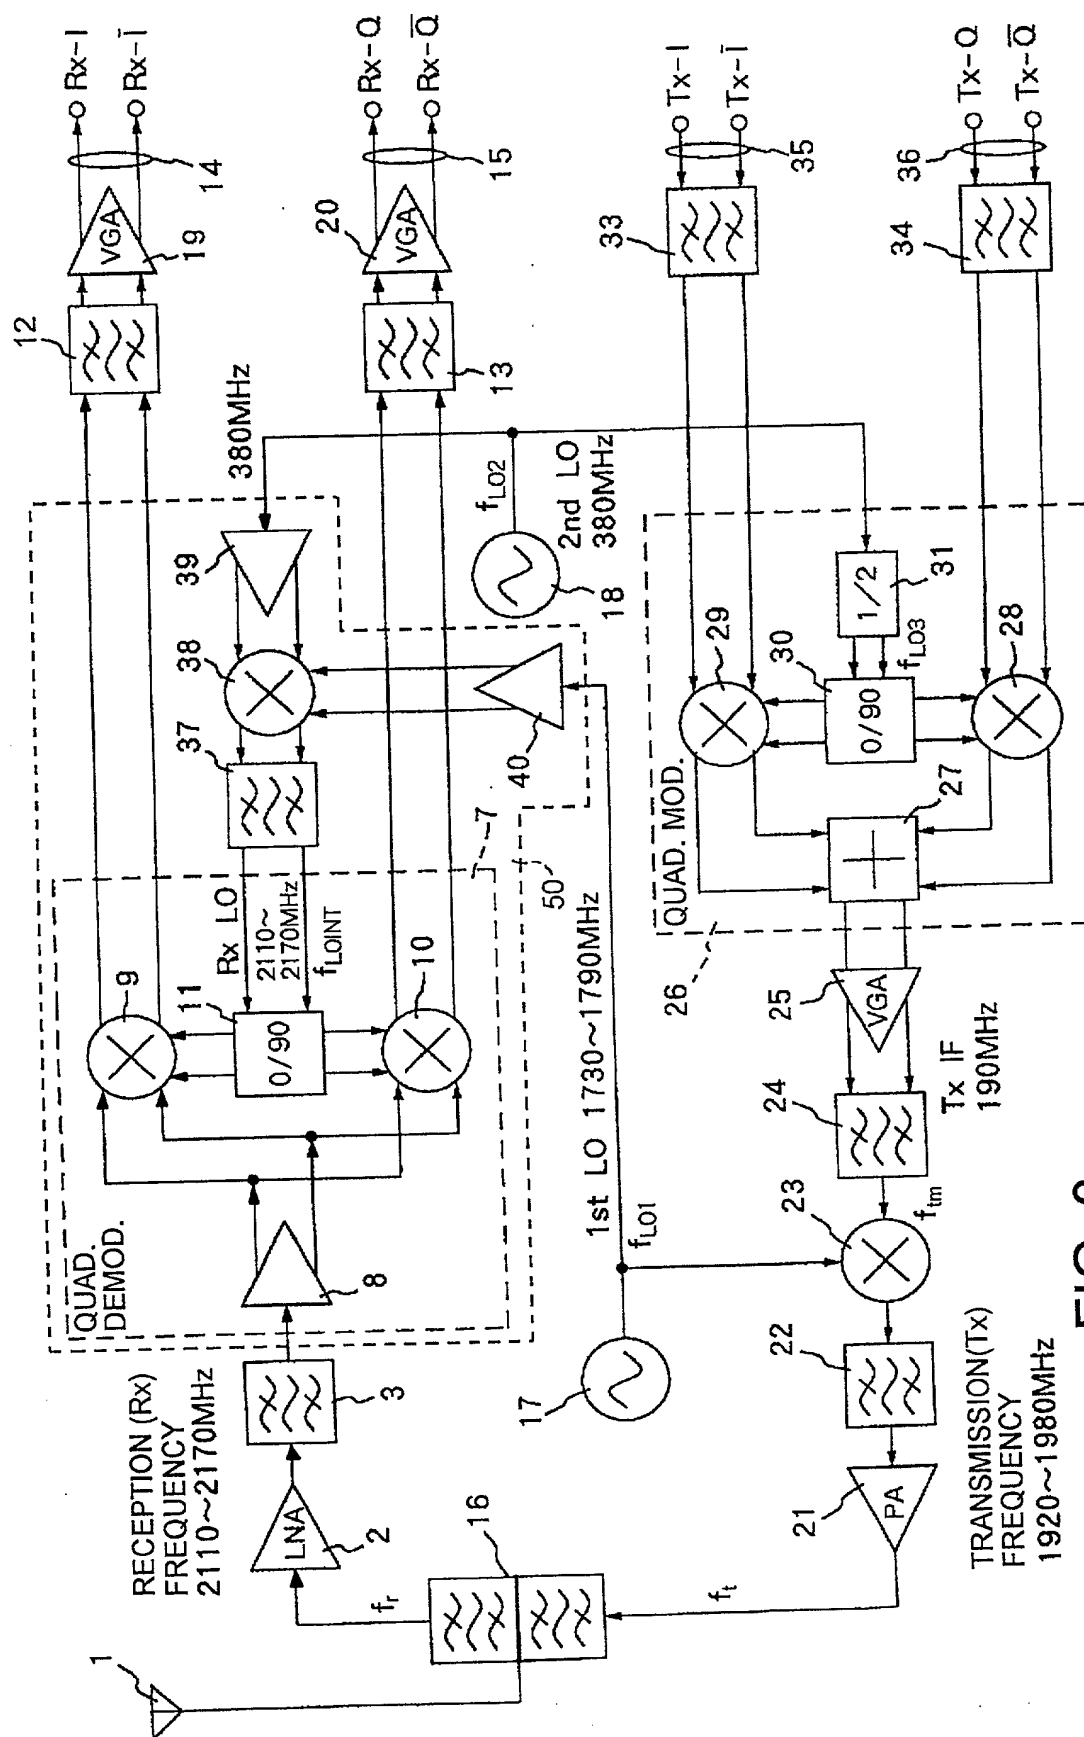 1
16
f_r
f_t
LNA
2
RECEPTION (Rx)
FREQUENCY
2110~2170MHz
3
QUAD.
DEMOD.
8
9
11
0/90
10
Rx LO
2110~
2170MHz
f_LOINT
7
50
37
38
39
40
380MHz
12
VGA
19
14
Rx-I
Rx-I̅
13
20
VGA
15
Rx-Q
Rx-Q̅
17
1st LO 1730~1790MHz
f_LO1
18
f_LO2
2nd LO
380MHz
Tx-I
Tx-I̅
35
33
Tx-Q
Tx-Q̅
36
34
QUAD. MOD.
26
29
30
0/90
f_LO3
1/2
31
28
27
25
VGA
Tx IF
190MHz
24
f_tm
23
22
21
PA
TRANSMISSION(Tx)
FREQUENCY
1920~1980MHz